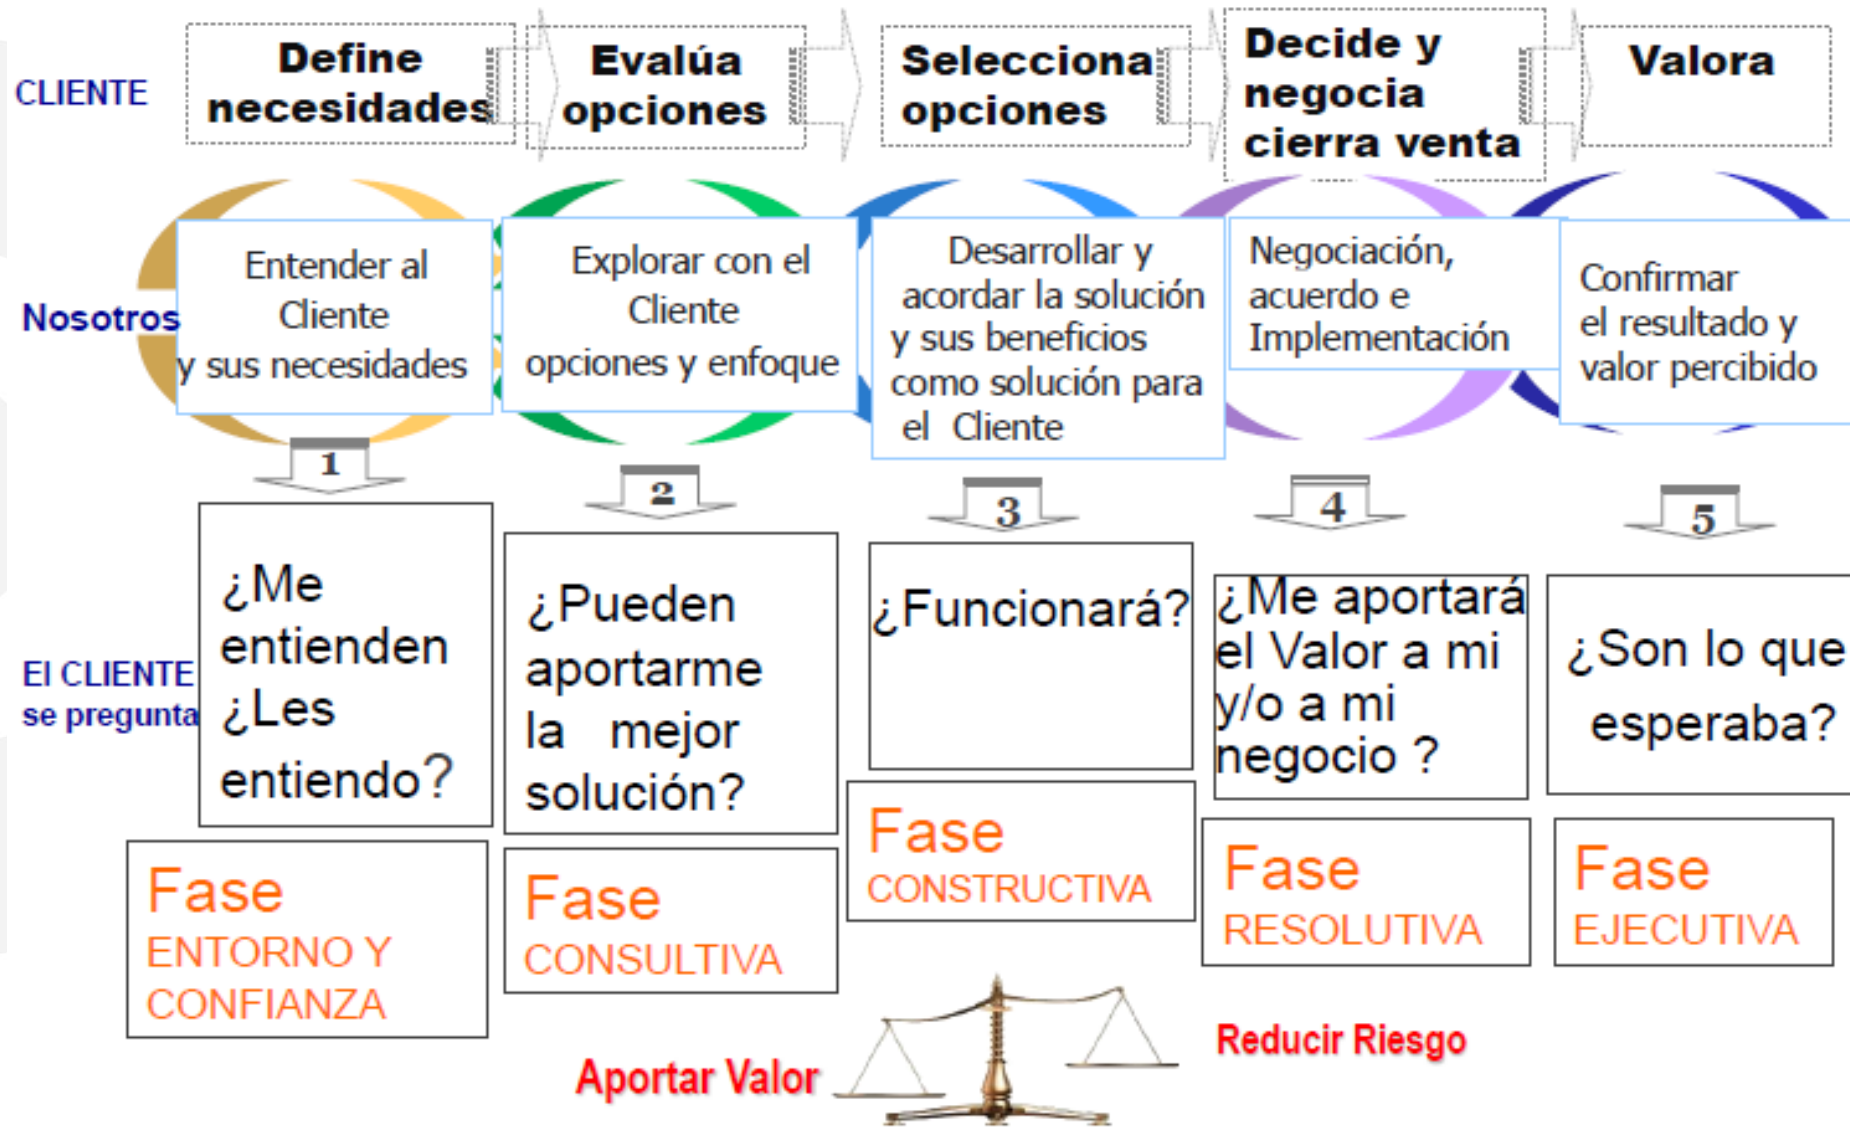 CLIENTE
Define
necesidades
Evalúa
opciones
Selecciona
opciones
Decide y
negocia
cierra venta
Valora
Nosotros
Entender al
Cliente
y sus necesidades
Explorar con el
Cliente
opciones y enfoque
Desarrollar y
acordar la solución
y sus beneficios
como solución para
el Cliente
Negociación,
acuerdo e
Implementación
Confirmar
el resultado y
valor percibido
1
2
3
4
5
El CLIENTE
se pregunta
¿Me
entienden
¿Les
entiendo?
¿Pueden
aportarme
la mejor
solución?
¿Funcionará?
¿Me aportará
el Valor a mi
y/o a mi
negocio ?
¿Son lo que
esperaba?
Fase
ENTORNO Y
CONFIANZA
Fase
CONSULTIVA
Fase
CONSTRUCTIVA
Fase
RESOLUTIVA
Fase
EJECUTIVA
Aportar Valor
Reducir Riesgo